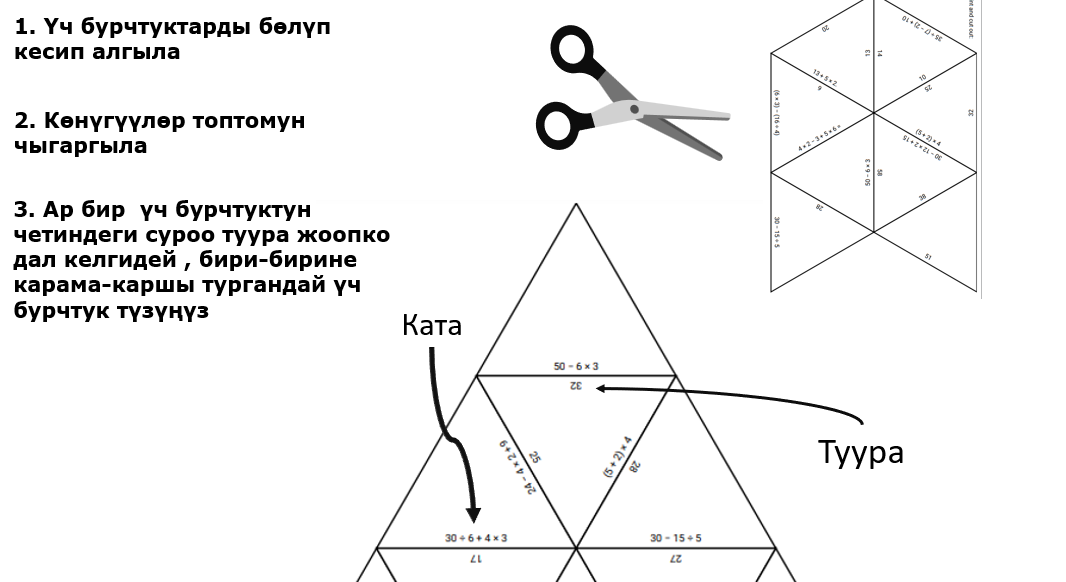 1. Үч бурчтуктарды бөлүп
кесип алгыла
2. Көнүгүүлөр топтомун
чыгаргыла
3. Ар бир үч бурчтуктун
четиндеги суроо туура жоопко
дал келгидей , бири-бирине
карама-каршы тургандай үч
бурчтук түзүңүз
20
35 ÷ (17 − 2) + 10
13
14
13 + 5 × 2
9
10
25
(6 × 3) − (16 ÷ 4)
32
4 × 2 − 3 + 5 × 6 =
(5 + 2) × 4
30 − 12 × 2 + 15
50 − 6 × 3
28
38
30 − 15 ÷ 5
51
Ката
50 − 6 × 3
32
24 − 4 × 2 + 9
25
(5 + 2) × 4
28
Туура
30 ÷ 6 + 4 × 3
17
30 − 15 ÷ 5
27